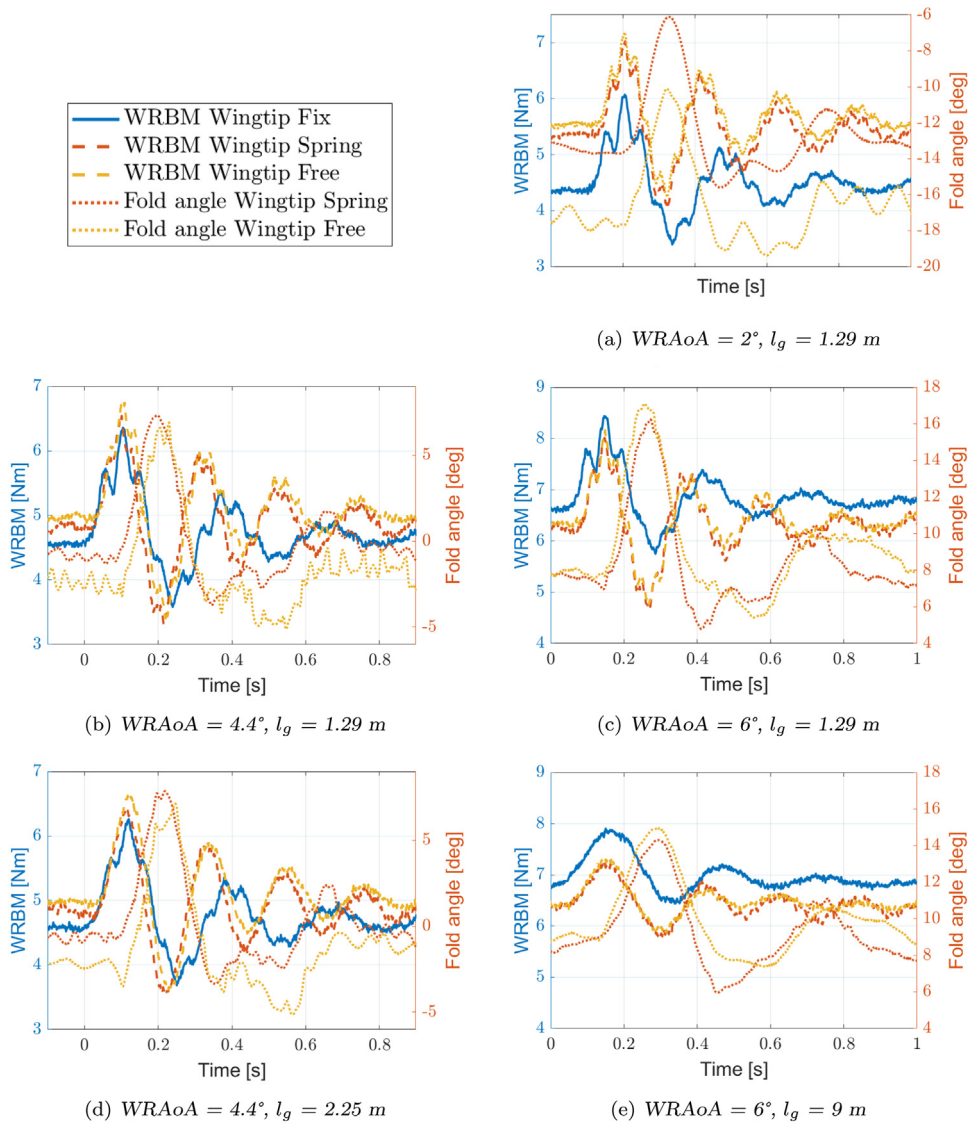 WRBM Wingtip Fix
WRBM Wingtip Spring
WRBM Wingtip Free
Fold angle Wingtip Spring
Fold angle Wingtip Free
7
6
5
4
3
WRBM [Nm]
-6
-8
-10
-12
-14
-16
-18
-20
Fold angle [deg]
Time [s]
(a) WRAoA = 2°, l_g = 1.29 m
7
6
5
4
3
WRBM [Nm]
5
0
-5
Fold angle [deg]
0 0.2 0.4 0.6 0.8
Time [s]
(b) WRAoA = 4.4°, l_g = 1.29 m
9
8
7
6
5
4
WRBM [Nm]
18
16
14
12
10
8
6
4
Fold angle [deg]
0 0.2 0.4 0.6 0.8 1
Time [s]
(c) WRAoA = 6°, l_g = 1.29 m
7
6
5
4
3
WRBM [Nm]
5
0
-5
Fold angle [deg]
0 0.2 0.4 0.6 0.8
Time [s]
(d) WRAoA = 4.4°, l_g = 2.25 m
9
8
7
6
5
4
WRBM [Nm]
18
16
14
12
10
8
6
4
Fold angle [deg]
0 0.2 0.4 0.6 0.8 1
Time [s]
(e) WRAoA = 6°, l_g = 9 m